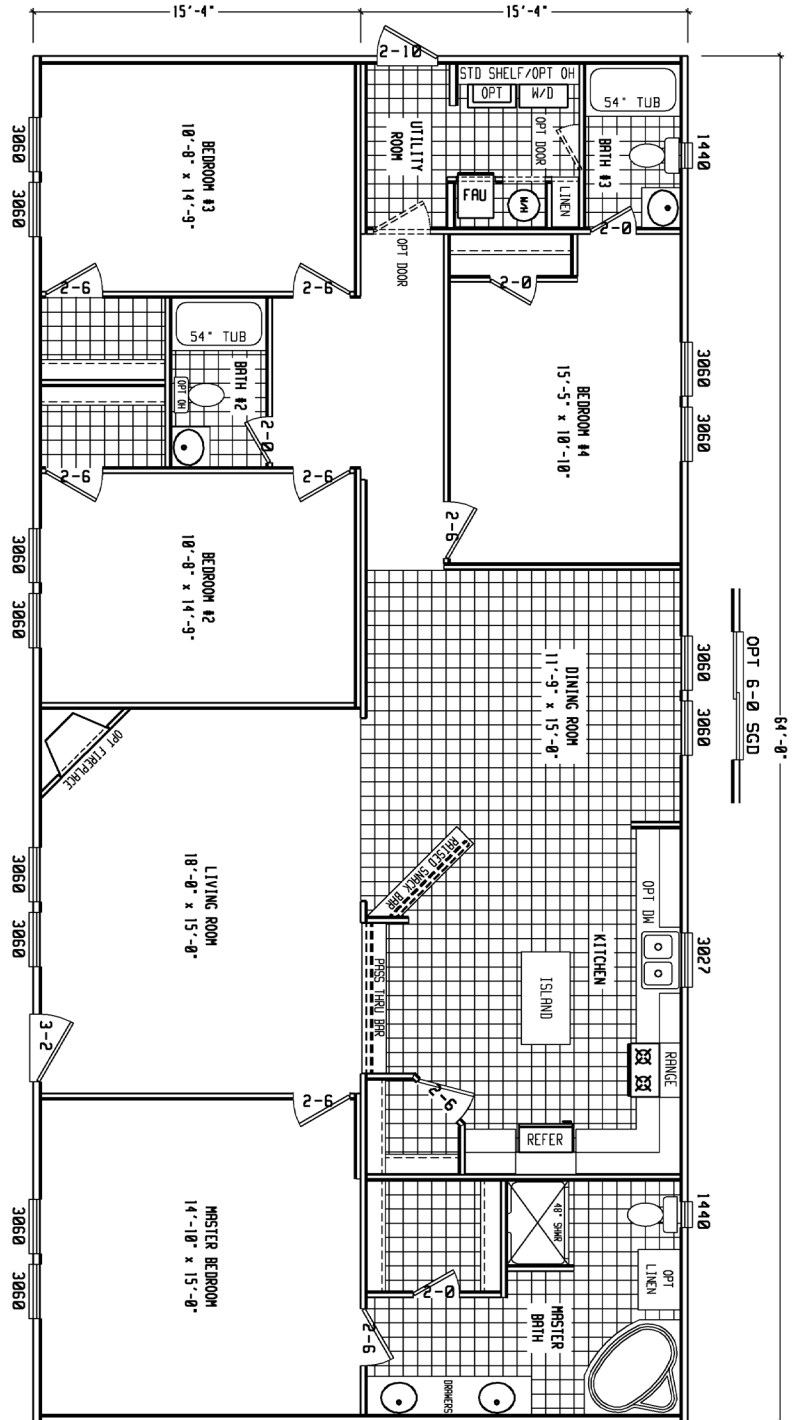 15'-4"
15'-4"
64'-0"
2-10
STD SHELF/OPT OH
OPT
W/D
54" TUB
OPT DOOR
UTILITY
ROOM
BATH #3
1440
FAU
W/H
LINEN
2-0
OPT DOOR
3060
3060
BEDROOM #3
10'-8" x 14'-9"
2-6
2-6
54" TUB
BATH #2
OPT OH
2-0
2-6
2-6
2-0
BEDROOM #4
15'-5" x 10'-10"
3060
3060
2-6
3060
3060
BEDROOM #2
10'-8" x 14'-9"
DINING ROOM
11'-9" x 15'-0"
3060
3060
OPT 6-0 SGD
OPT FIREPLACE
RAISED SNACK BAR
LIVING ROOM
18'-0" x 15'-0"
3060
3060
3-2
PASS THRU BAR
KITCHEN
ISLAND
OPT DW
3027
RANGE
REFER
2-6
2-6
MASTER BEDROOM
14'-10" x 15'-0"
3060
3060
48" SHWR
1440
OPT
LINEN
MASTER
BATH
2-0
2-6
DRAWERS